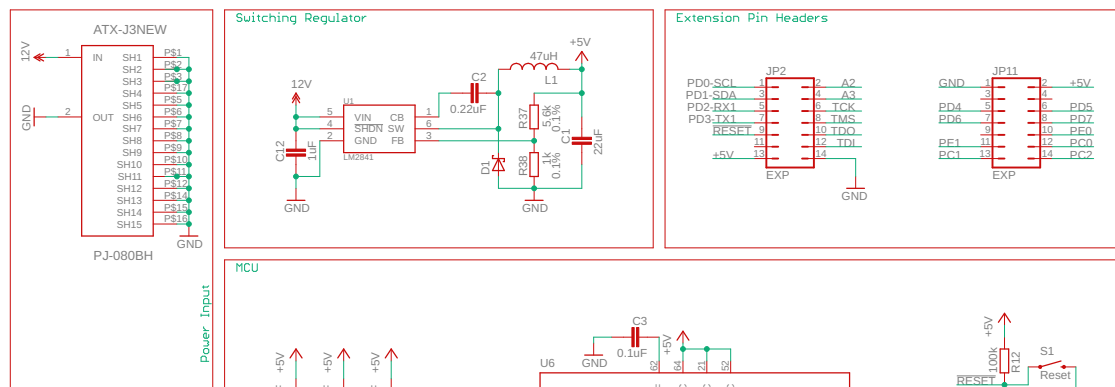 ATX-J3NEW
12V
1
IN
GND
2
OUT
SH1
SH2
SH3
SH4
SH5
SH6
SH7
SH8
SH9
SH10
SH11
SH12
SH13
SH14
SH15
P$1
P$2
P$3
P$17
P$5
P$6
P$7
P$8
P$9
P$10
P$11
P$12
P$14
P$15
P$16
GND
PJ-080BH
Power Input
Switching Regulator
12V
C12
1uF
GND
U1
5
4
2
VIN
SHDN
GND
CB
SW
FB
1
6
3
LM2841
C2
0.22uF
47uH
L1
+5V
R37
5.6k
0.1%
R38
1k
0.1%
C1
22uF
D1
GND
Extension Pin Headers
JP2
PD0-SCL 1 2 A2
PD1-SDA 3 4 A3
PD2-RX1 5 6 TCK
PD3-TX1 7 8 TMS
RESET 9 10 TDO
11 12 TDI
+5V 13 14
EXP
GND
JP11
GND 1 2 +5V
3 4
PD4 5 6 PD5
PD6 7 8 PD7
9 10 PE0
PE1 11 12 PC0
PC1 13 14 PC2
EXP
MCU
+5V
+5V
+5V
U6
GND
C3
0.1uF
+5V
62
64
21
52
+5V
100k
R12
RESET
S1
Reset